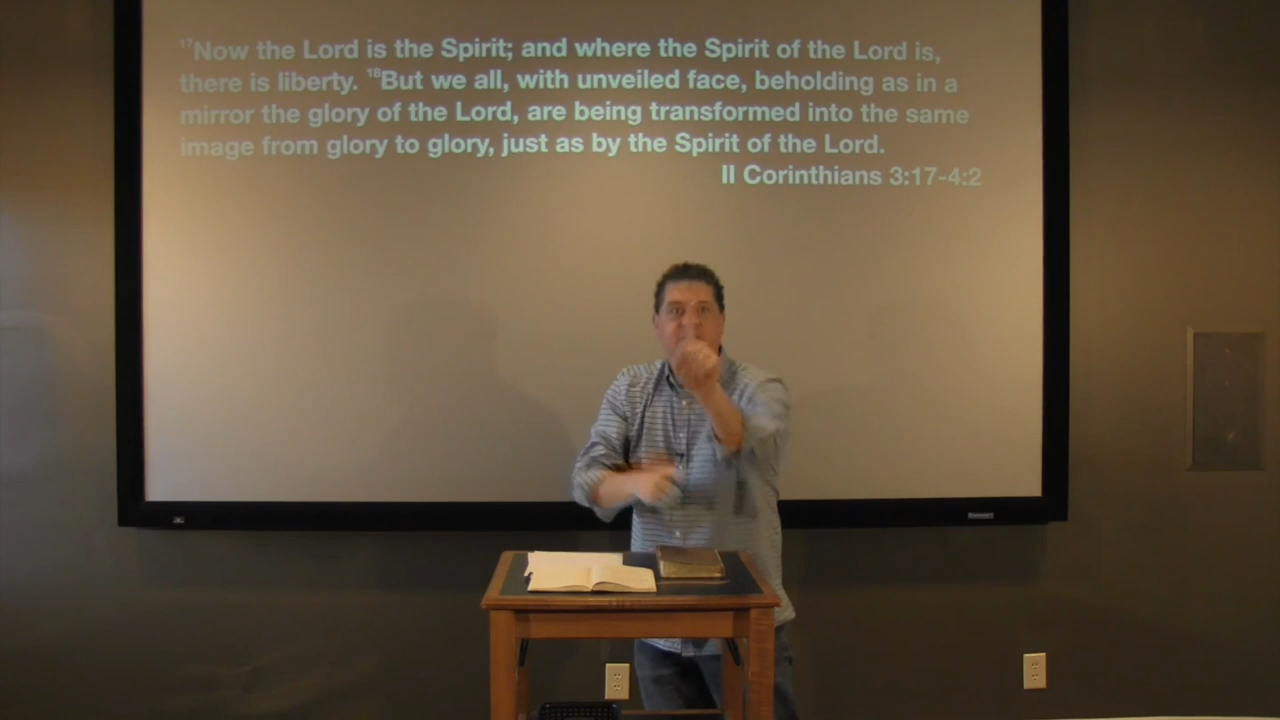 ¹⁷Now the Lord is the Spirit; and where the Spirit of the Lord is,
there is liberty. ¹⁸But we all, with unveiled face, beholding as in a
mirror the glory of the Lord, are being transformed into the same
image from glory to glory, just as by the Spirit of the Lord.
II Corinthians 3:17-4:2